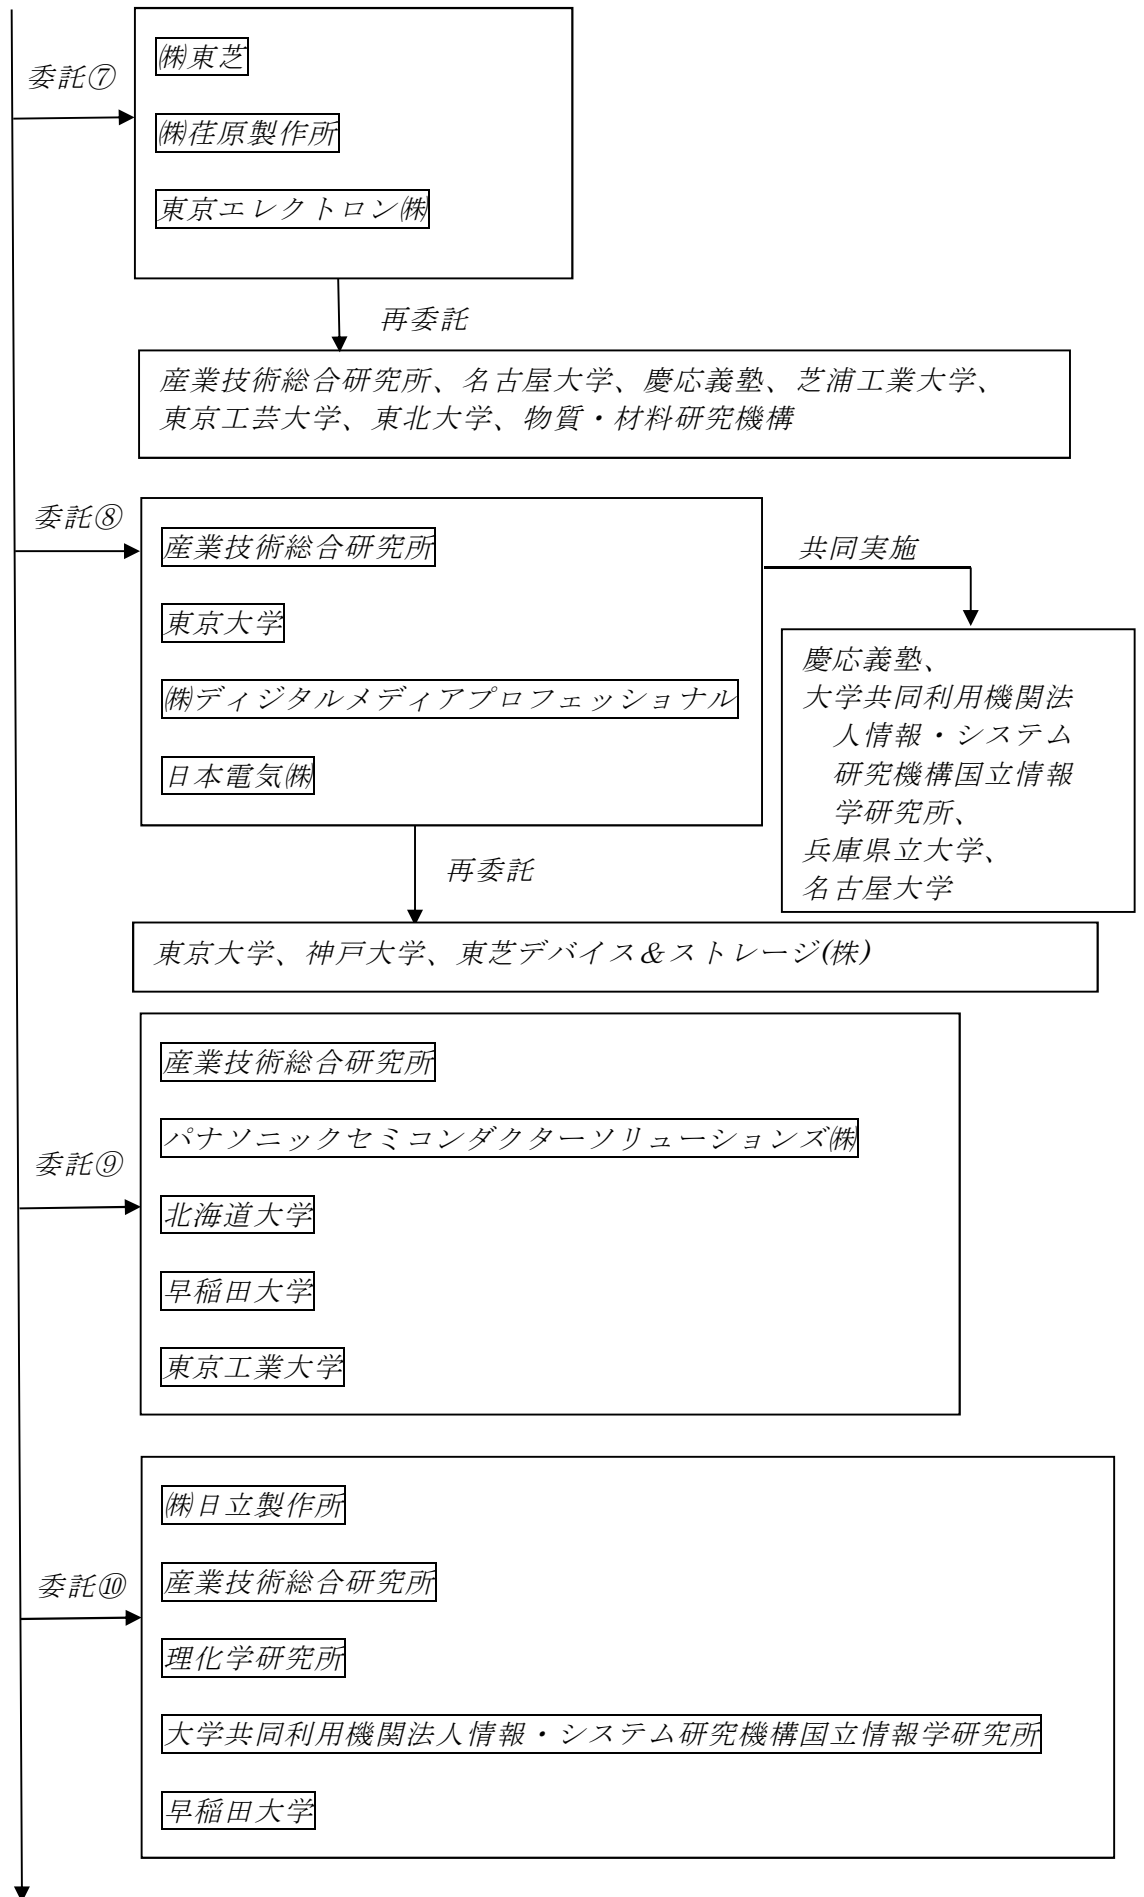 委託⑦
㈱東芝
㈱荏原製作所
東京エレクトロン㈱
再委託
産業技術総合研究所、名古屋大学、慶応義塾、芝浦工業大学、
東京工芸大学、東北大学、物質・材料研究機構
委託⑧
産業技術総合研究所
東京大学
㈱ディジタルメディアプロフェッショナル
日本電気㈱
共同実施
慶応義塾、
大学共同利用機関法
人情報・システム
研究機構国立情報
学研究所、
兵庫県立大学、
名古屋大学
再委託
東京大学、神戸大学、東芝デバイス&ストレージ(株)
委託⑨
産業技術総合研究所
パナソニックセミコンダクターソリューションズ㈱
北海道大学
早稲田大学
東京工業大学
委託⑩
㈱日立製作所
産業技術総合研究所
理化学研究所
大学共同利用機関法人情報・システム研究機構国立情報学研究所
早稲田大学